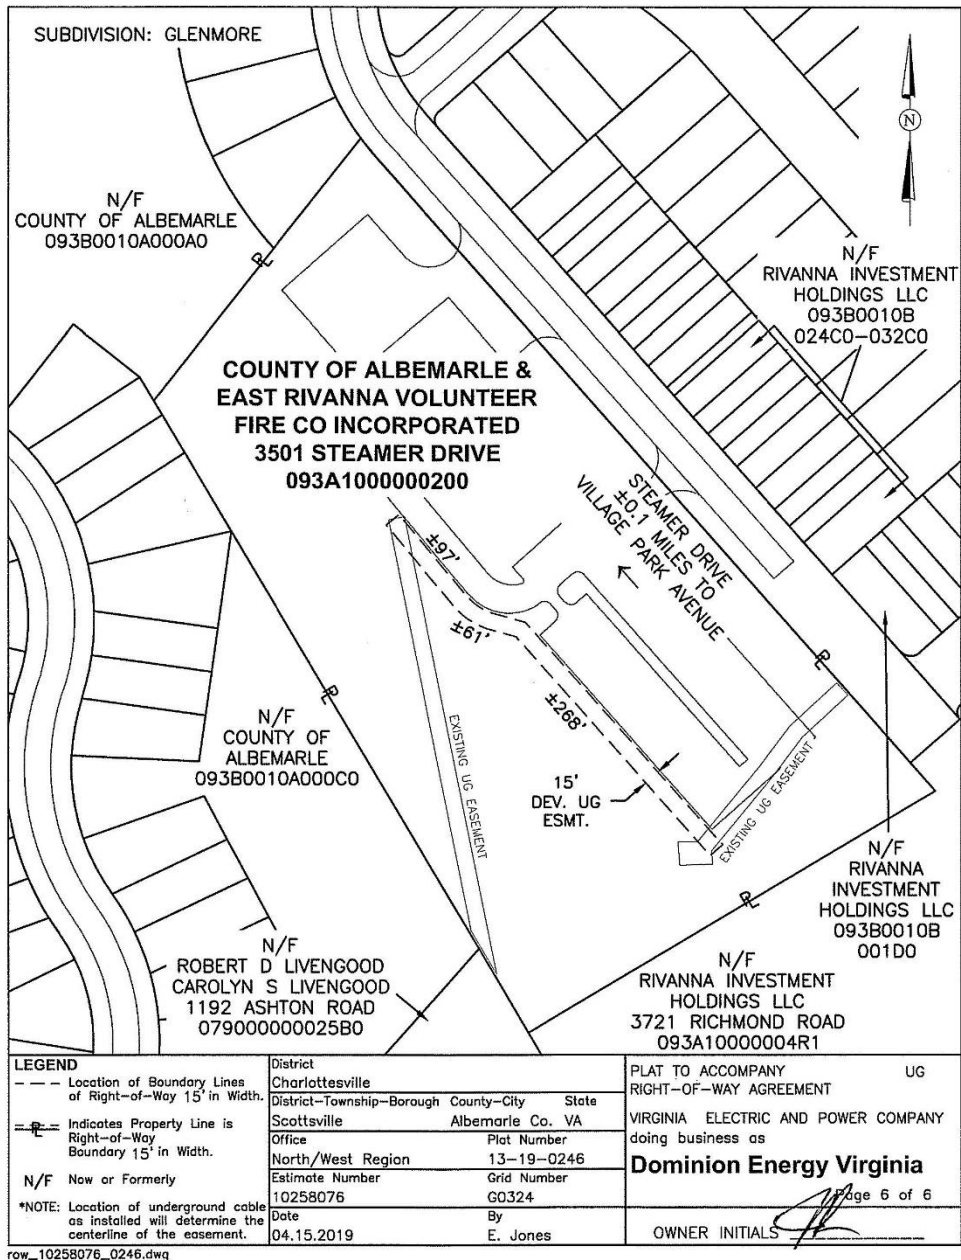 SUBDIVISION: GLENMORE
N
N/F
COUNTY OF ALBEMARLE
093B0010A000A0
N/F
RIVANNA INVESTMENT
HOLDINGS LLC
093B0010B
024C0-032C0
COUNTY OF ALBEMARLE &
EAST RIVANNA VOLUNTEER
FIRE CO INCORPORATED
3501 STEAMER DRIVE
093A1000000200
STEAMER DRIVE
±0.1 MILES TO
VILLAGE PARK AVENUE
±97'
±61'
±268'
15'
DEV. UG
ESMT.
EXISTING UG EASEMENT
EXISTING UG EASEMENT
N/F
COUNTY OF
ALBEMARLE
093B0010A000C0
N/F
RIVANNA
INVESTMENT
HOLDINGS LLC
093B0010B
001D0
N/F
ROBERT D LIVENGOOD
CAROLYN S LIVENGOOD
1192 ASHTON ROAD
079000000025B0
N/F
RIVANNA INVESTMENT
HOLDINGS LLC
3721 RICHMOND ROAD
093A10000004R1
LEGEND
Location of Boundary Lines
of Right-of-Way 15' in Width.
Indicates Property Line is
Right-of-Way
Boundary 15' in Width.
N/F Now or Formerly
*NOTE: Location of underground cable
as installed will determine the
centerline of the easement.
District
Charlottesville
District-Township-Borough County-City State
Scottsville Albemarle Co. VA
Office Plat Number
North/West Region 13-19-0246
Estimate Number Grid Number
10258076 G0324
Date By
04.15.2019 E. Jones
PLAT TO ACCOMPANY UG
RIGHT-OF-WAY AGREEMENT
VIRGINIA ELECTRIC AND POWER COMPANY
doing business as
Dominion Energy Virginia
Page 6 of 6
OWNER INITIALS
row_10258076_0246.dwg